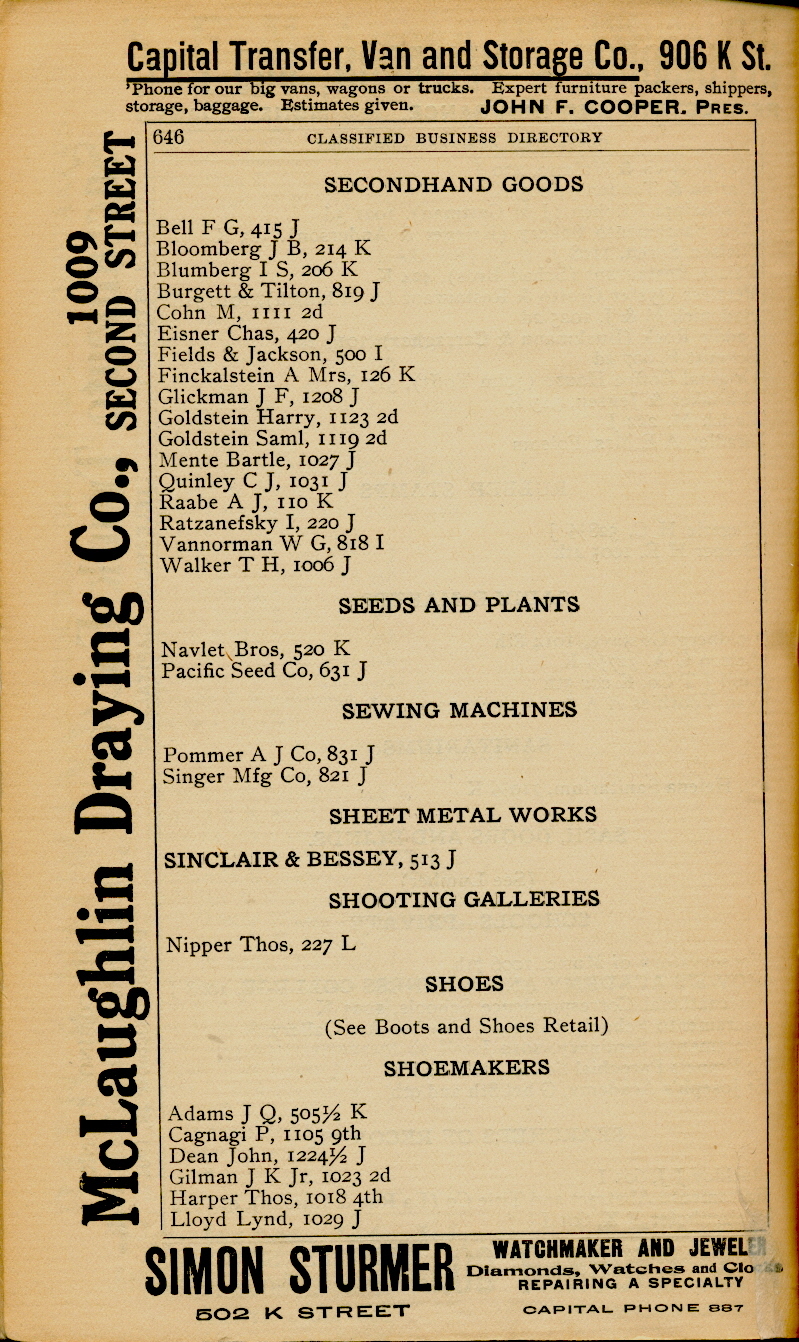 Capital Transfer, Van and Storage Co., 906 K St.
'Phone for our big vans, wagons or trucks. Expert furniture packers, shippers,
storage, baggage. Estimates given. JOHN F. COOPER. PRES.
McLaughlin Draying Co., 1009 SECOND STREET
646 CLASSIFIED BUSINESS DIRECTORY
SECONDHAND GOODS
Bell F G, 415 J
Bloomberg J B, 214 K
Blumberg I S, 206 K
Burgett & Tilton, 819 J
Cohn M, 1111 2d
Eisner Chas, 420 J
Fields & Jackson, 500 I
Finckalstein A Mrs, 126 K
Glickman J F, 1208 J
Goldstein Harry, 1123 2d
Goldstein Saml, 1119 2d
Mente Bartle, 1027 J
Quinley C J, 1031 J
Raabe A J, 110 K
Ratzanefsky I, 220 J
Vannorman W G, 818 I
Walker T H, 1006 J
SEEDS AND PLANTS
Navlet Bros, 520 K
Pacific Seed Co, 631 J
SEWING MACHINES
Pommer A J Co, 831 J
Singer Mfg Co, 821 J
SHEET METAL WORKS
SINCLAIR & BESSEY, 513 J
SHOOTING GALLERIES
Nipper Thos, 227 L
SHOES
(See Boots and Shoes Retail)
SHOEMAKERS
Adams J Q, 505½ K
Cagnagi P, 1105 9th
Dean John, 1224½ J
Gilman J K Jr, 1023 2d
Harper Thos, 1018 4th
Lloyd Lynd, 1029 J
SIMON STURMER
502 K STREET
WATCHMAKER AND JEWELER
Diamonds, Watches and Clo
REPAIRING A SPECIALTY
CAPITAL PHONE 887